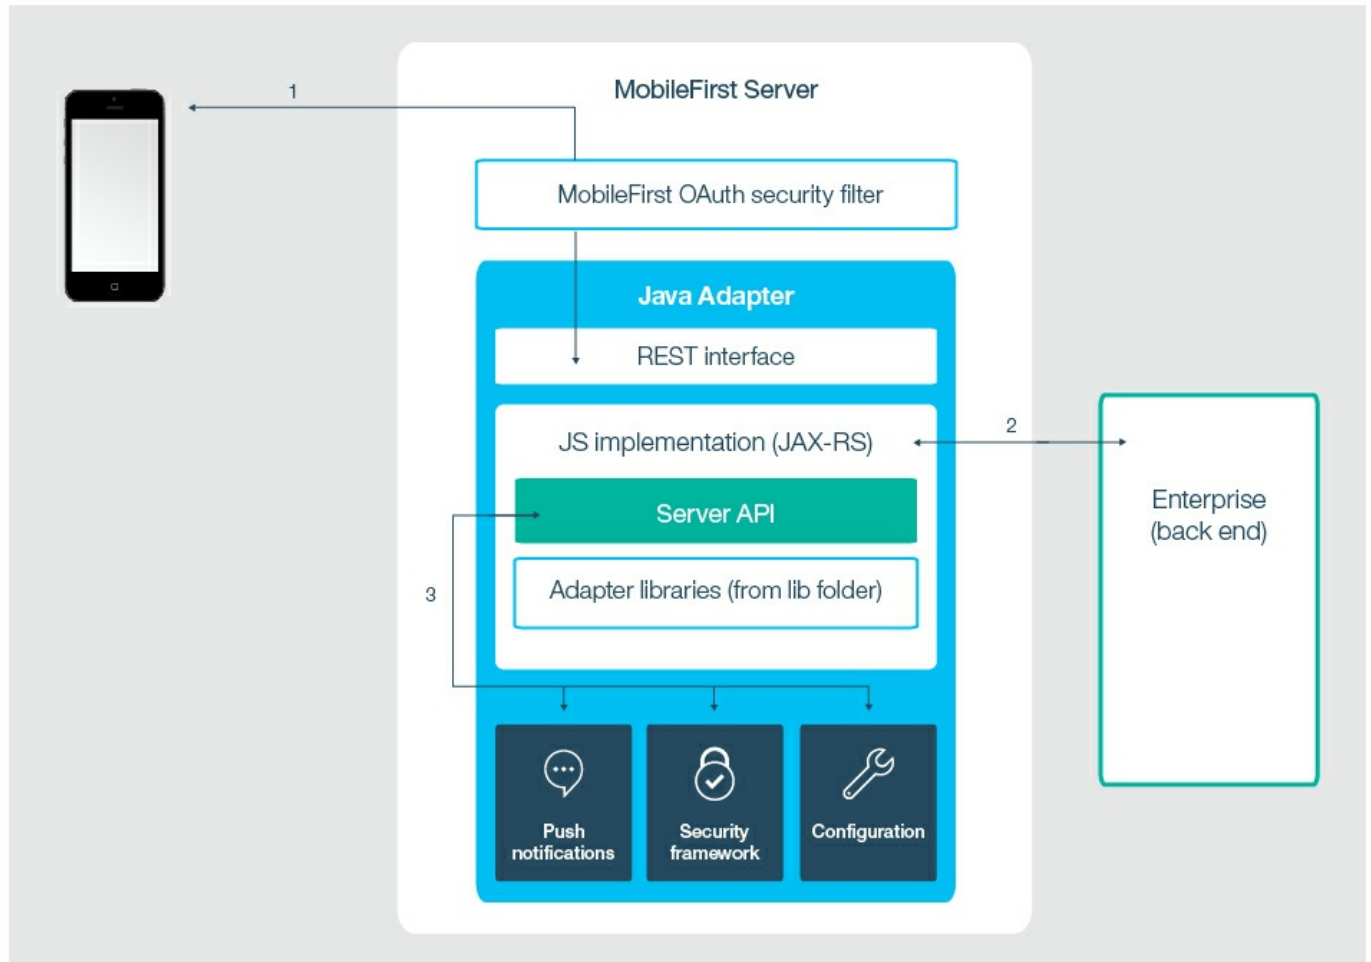 MobileFirst Server
1
MobileFirst OAuth security filter
Java Adapter
REST interface
JS implementation (JAX-RS)
2
Server API
Enterprise
(back end)
Adapter libraries (from lib folder)
3
Push
notifications
Security
framework
Configuration